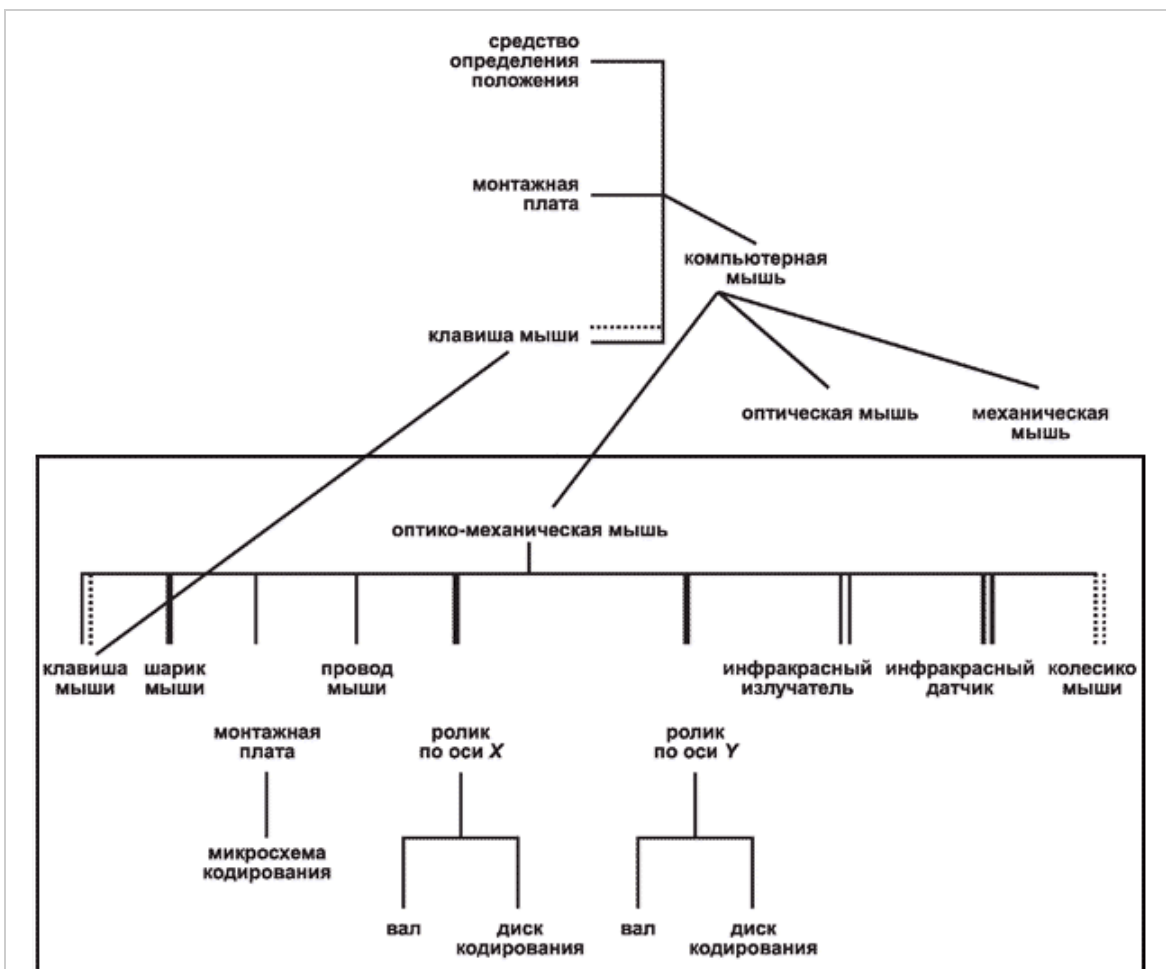 средство
определения
положения
монтажная
плата
компьютерная
мышь
клавиша мыши
оптическая мышь
механическая
мышь
оптико-механическая мышь
клавиша
мыши
шарик
мыши
провод
мыши
инфракрасный
излучатель
инфракрасный
датчик
колесико
мыши
монтажная
плата
ролик
по оси X
ролик
по оси Y
микросхема
кодирования
вал
диск
кодирования
вал
диск
кодирования